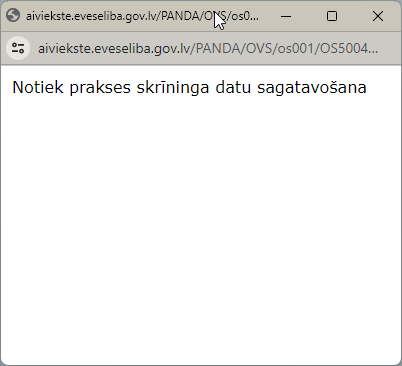 aiviekste.eveseliba.gov.lv/PANDA/OVS/os0...
aiviekste.eveseliba.gov.lv/PANDA/OVS/os001/OS5004...
Notiek prakses skrīninga datu sagatavošana